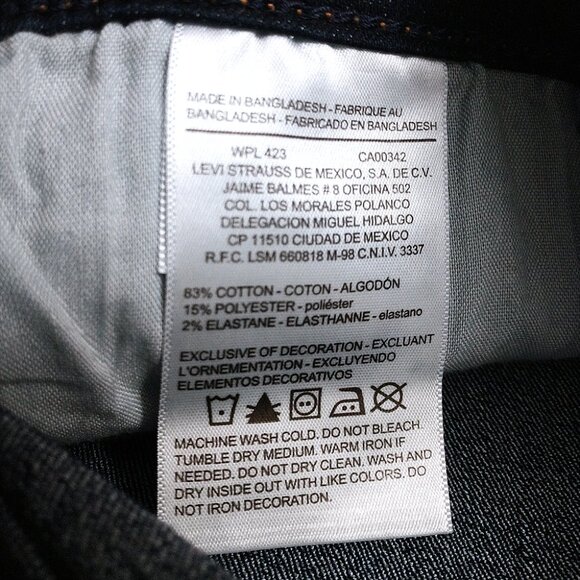 MADE IN BANGLADESH - FABRIQUE AU
BANGLADESH - FABRICADO EN BANGLADESH
WPL 423 CA00342
LEVI STRAUSS DE MEXICO, S.A. DE C.V.
JAIME BALMES # 8 OFICINA 502
COL. LOS MORALES POLANCO
DELEGACION MIGUEL HIDALGO
CP 11510 CIUDAD DE MEXICO
R.F.C. LSM 660818 M-98 C.N.I.V. 3337
83% COTTON - COTON - ALGODÓN
15% POLYESTER - poliéster
2% ELASTANE - ELASTHANNE - elastano
EXCLUSIVE OF DECORATION - EXCLUANT
L'ORNEMENTATION - EXCLUYENDO
ELEMENTOS DECORATIVOS
MACHINE WASH COLD. DO NOT BLEACH.
TUMBLE DRY MEDIUM. WARM IRON IF
NEEDED. DO NOT DRY CLEAN. WASH AND
DRY INSIDE OUT WITH LIKE COLORS. DO
NOT IRON DECORATION.